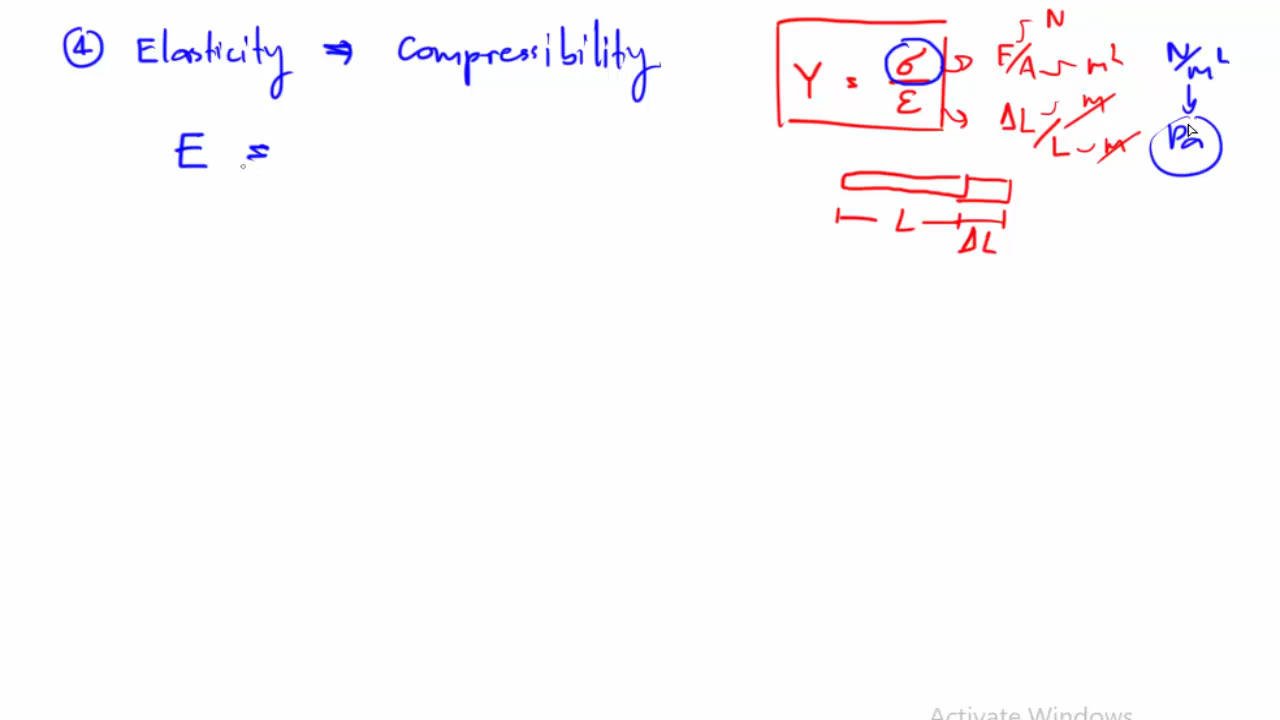 ④ Elasticity → Compressibility
E =
Y = σ/ε
F/A N m²
ΔL/L m m
N/m²
↓
Pa
L
ΔL
Activate Windows